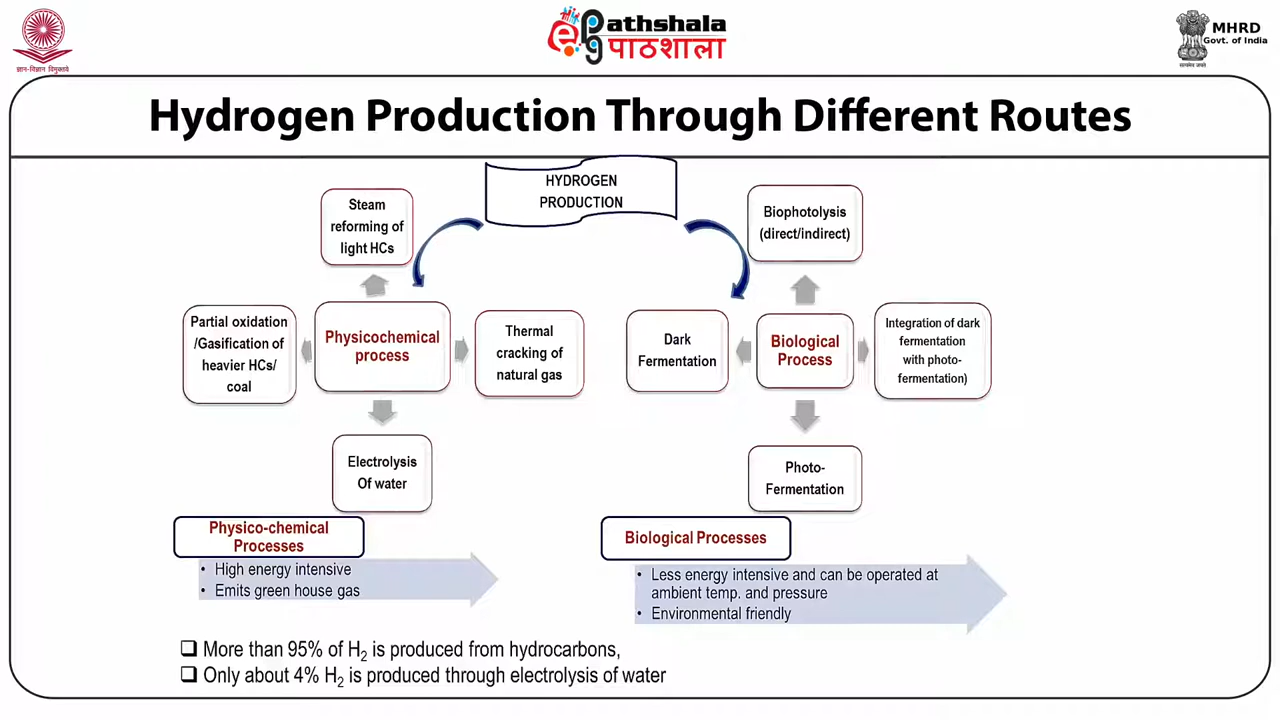 ज्ञान-विज्ञान विमुक्तये
ePathshala
पाठशाला
सत्यमेव जयते
MHRD
Govt. of India
Hydrogen Production Through Different Routes
HYDROGEN
PRODUCTION
Steam
reforming of
light HCs
Partial oxidation
/Gasification of
heavier HCs/
coal
Physicochemical
process
Thermal
cracking of
natural gas
Electrolysis
Of water
Biophotolysis
(direct/indirect)
Dark
Fermentation
Biological
Process
Integration of dark
fermentation
with photo-
fermentation)
Photo-
Fermentation
Physico-chemical
Processes
• High energy intensive
• Emits green house gas
Biological Processes
• Less energy intensive and can be operated at
ambient temp. and pressure
• Environmental friendly
❑ More than 95% of H₂ is produced from hydrocarbons,
❑ Only about 4% H₂ is produced through electrolysis of water